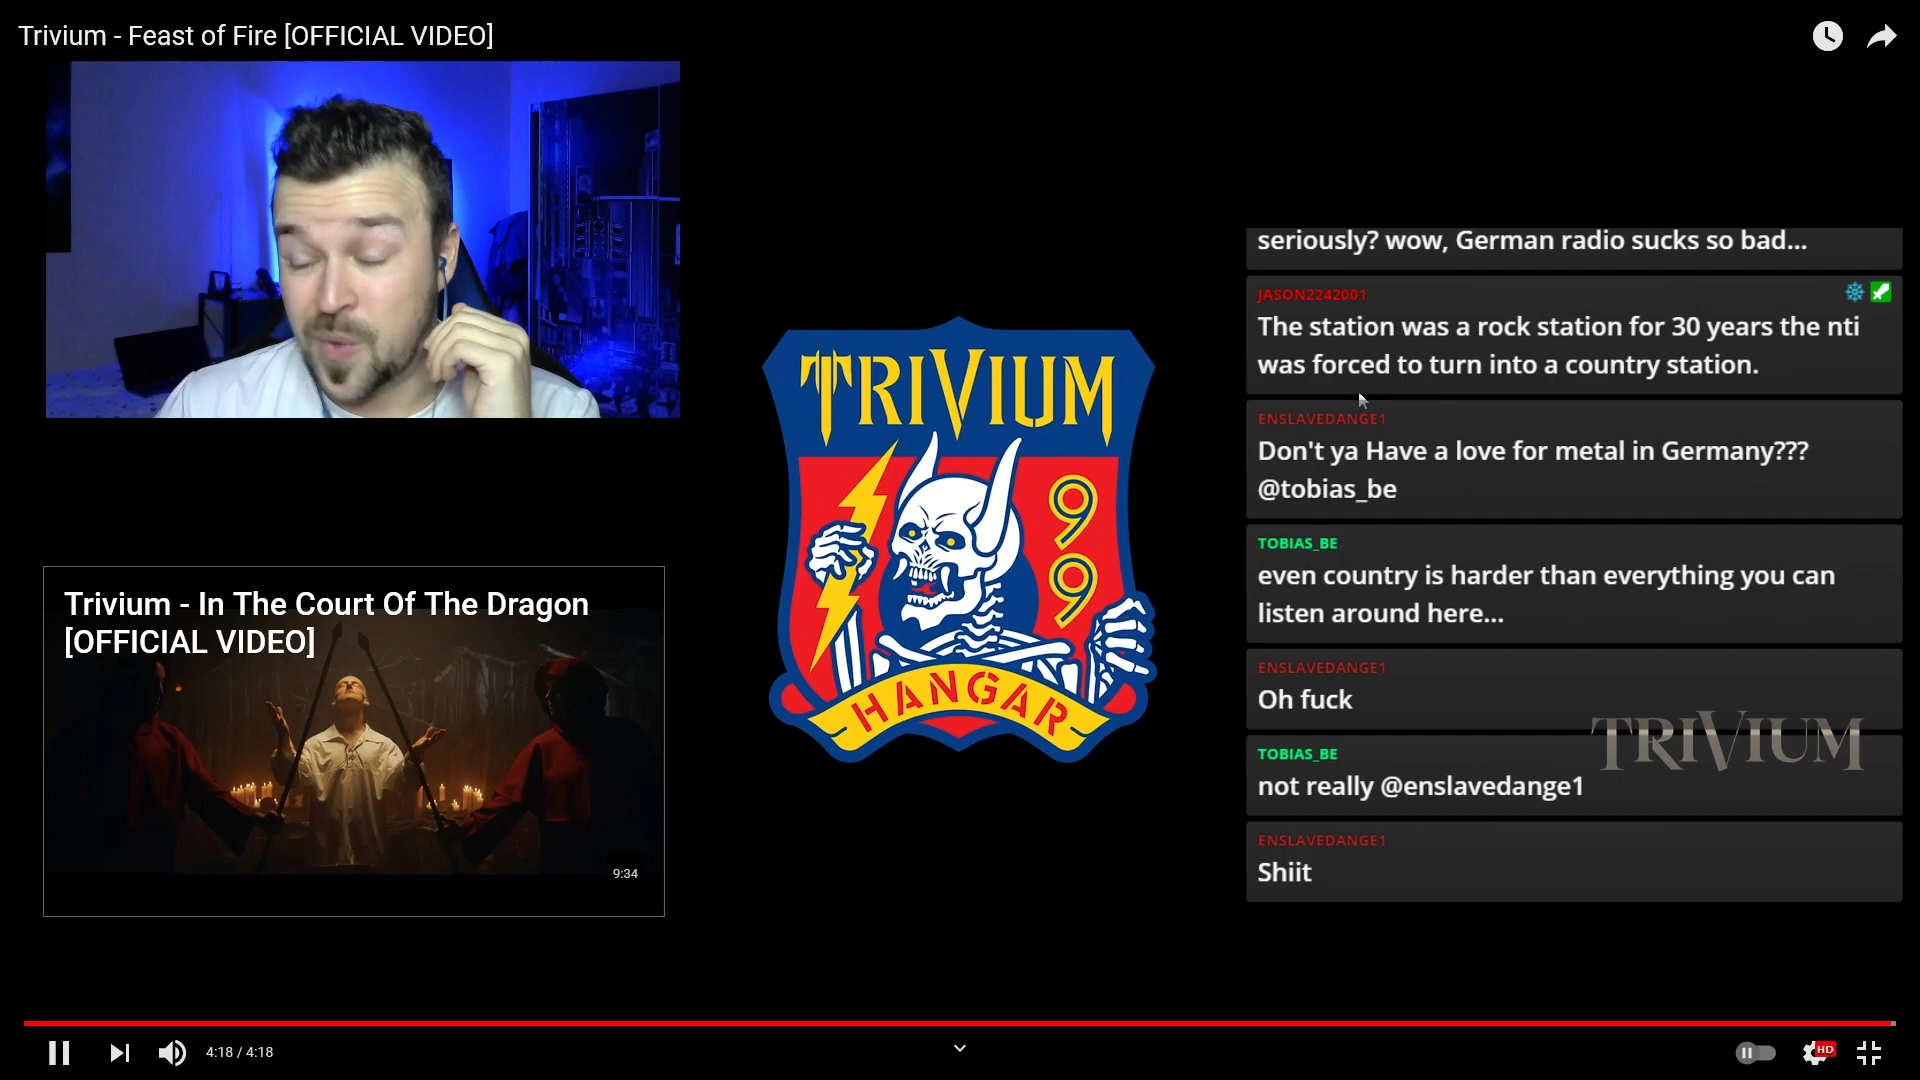 Trivium - Feast of Fire [OFFICIAL VIDEO]
seriously? wow, German radio sucks so bad...
JASON2242001
The station was a rock station for 30 years the nti
was forced to turn into a country station.
ENSLAVEDANGE1
Don't ya Have a love for metal in Germany???
@tobias_be
TOBIAS_BE
even country is harder than everything you can
listen around here...
ENSLAVEDANGE1
Oh fuck
TOBIAS_BE
not really @enslavedange1
ENSLAVEDANGE1
Shiit
TRIVIUM
TRIVIUM
99
HANGAR
Trivium - In The Court Of The Dragon
[OFFICIAL VIDEO]
9:34
4:18 / 4:18
HD